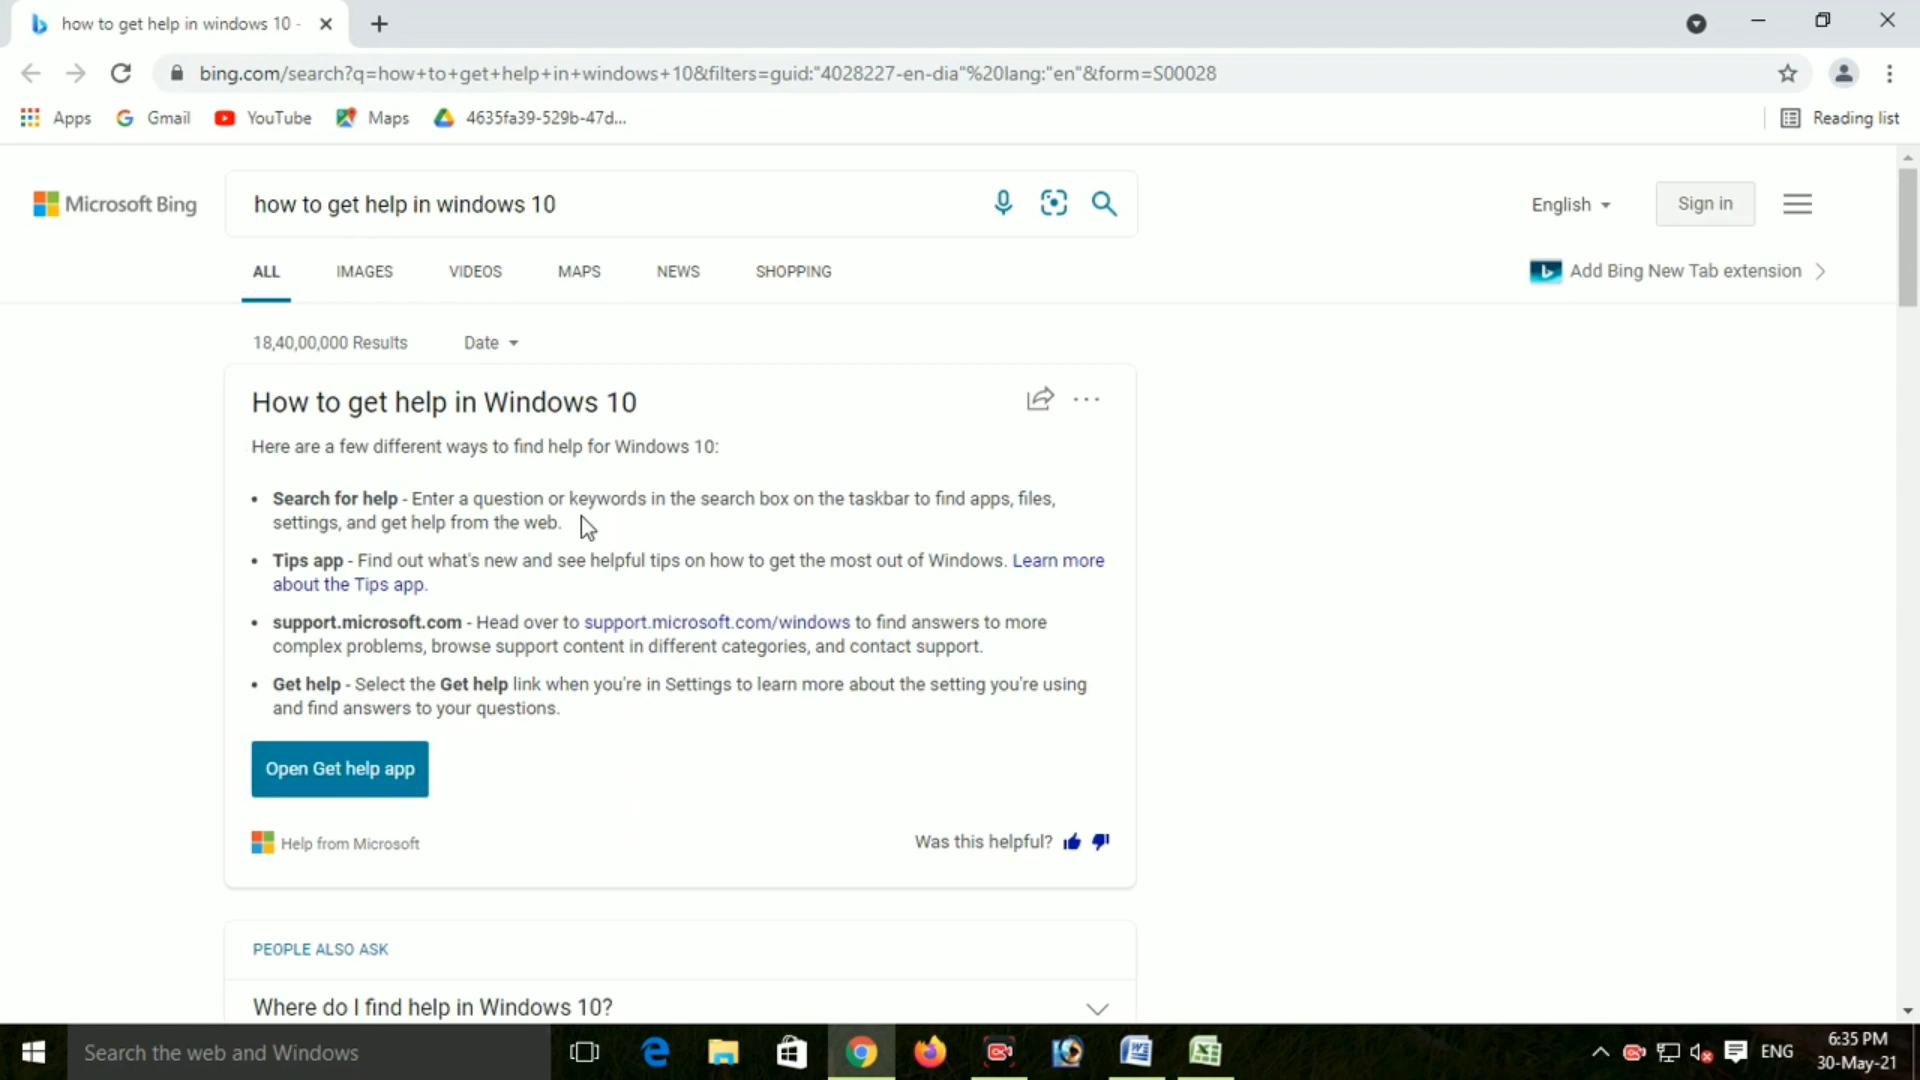 how to get help in windows 10 -
bing.com/search?q=how+to+get+help+in+windows+10&filters=guid:"4028227-en-dia"%20lang:"en"&form=S00028
Apps Gmail YouTube Maps 4635fa39-529b-47d... Reading list
Microsoft Bing how to get help in windows 10 English Sign in
ALL IMAGES VIDEOS MAPS NEWS SHOPPING Add Bing New Tab extension
18,40,00,000 Results Date
How to get help in Windows 10
Here are a few different ways to find help for Windows 10:
• Search for help - Enter a question or keywords in the search box on the taskbar to find apps, files,
settings, and get help from the web.
• Tips app - Find out what's new and see helpful tips on how to get the most out of Windows. Learn more
about the Tips app.
• support.microsoft.com - Head over to support.microsoft.com/windows to find answers to more
complex problems, browse support content in different categories, and contact support.
• Get help - Select the Get help link when you're in Settings to learn more about the setting you're using
and find answers to your questions.
Open Get help app
Help from Microsoft Was this helpful?
PEOPLE ALSO ASK
Where do I find help in Windows 10?
Search the web and Windows ENG 6:35 PM
30-May-21